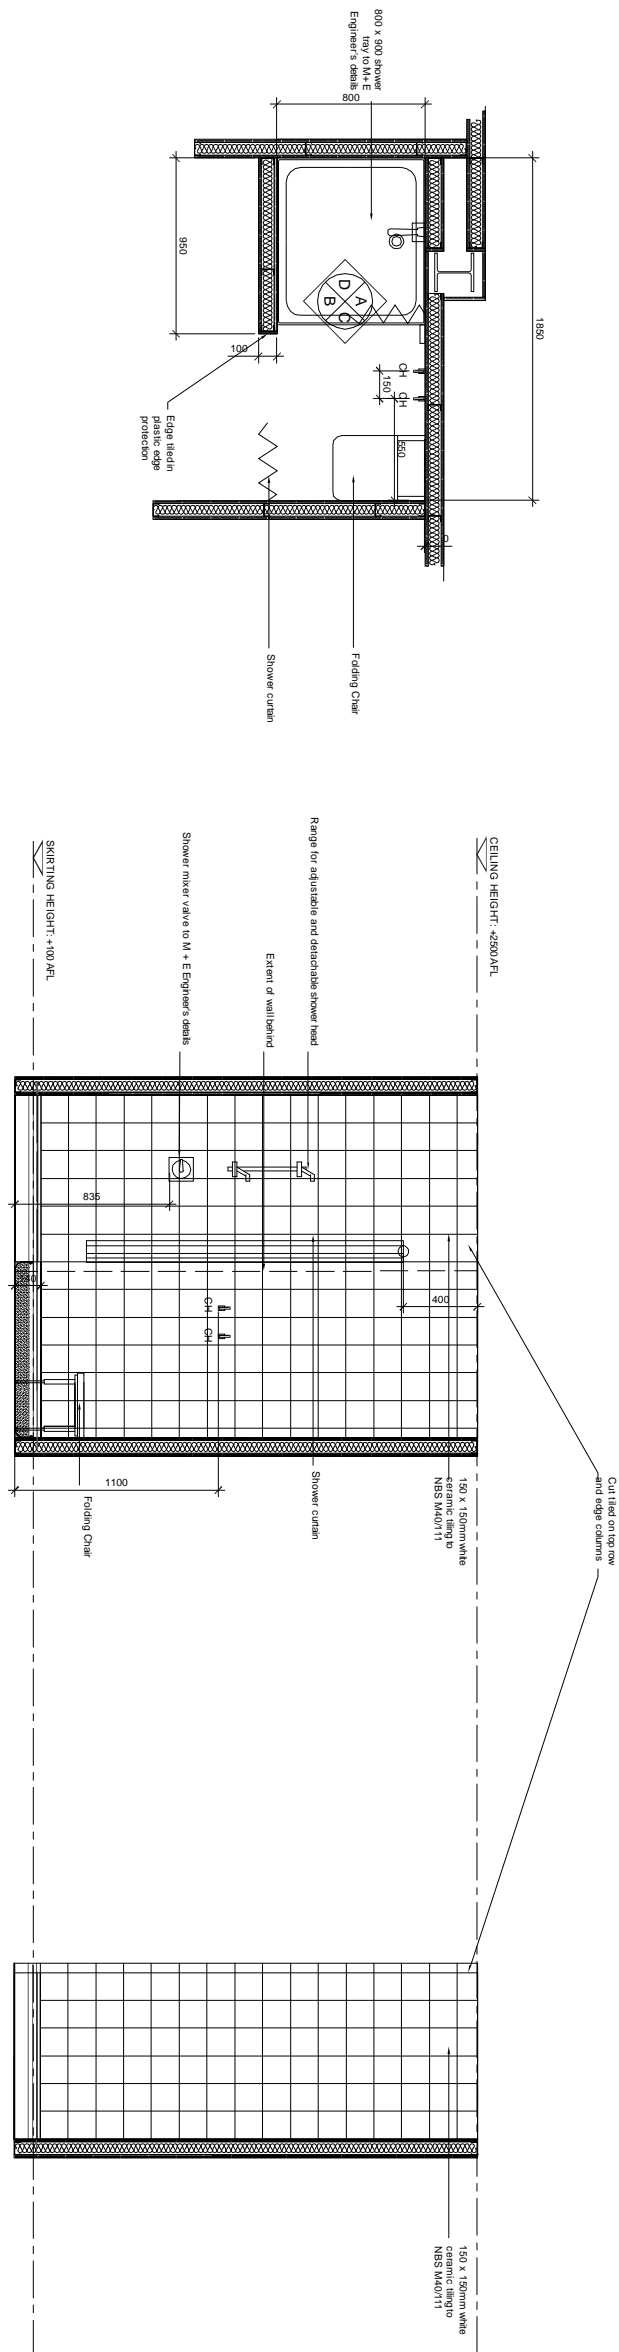 800 x 900 shower
tray to M + E
Engineer's details
800
950
1850
100
150
550
CH
CH
A
B
C
D
Edge tiled in
plastic edge
protection
Folding Chair
Shower curtain
CEILING HEIGHT: +2500 AFL
SKIRTING HEIGHT: +100 AFL
Range for adjustable and detachable shower head
Extent of wall behind
Shower mixer valve to M + E Engineer's details
835
400
CH
CH
1100
Cut tiled on top row
and edge columns
150 x 150mm white
ceramic tiling to
NBS M40/111
Shower curtain
Folding Chair
150 x 150mm white
ceramic tiling to
NBS M40/111